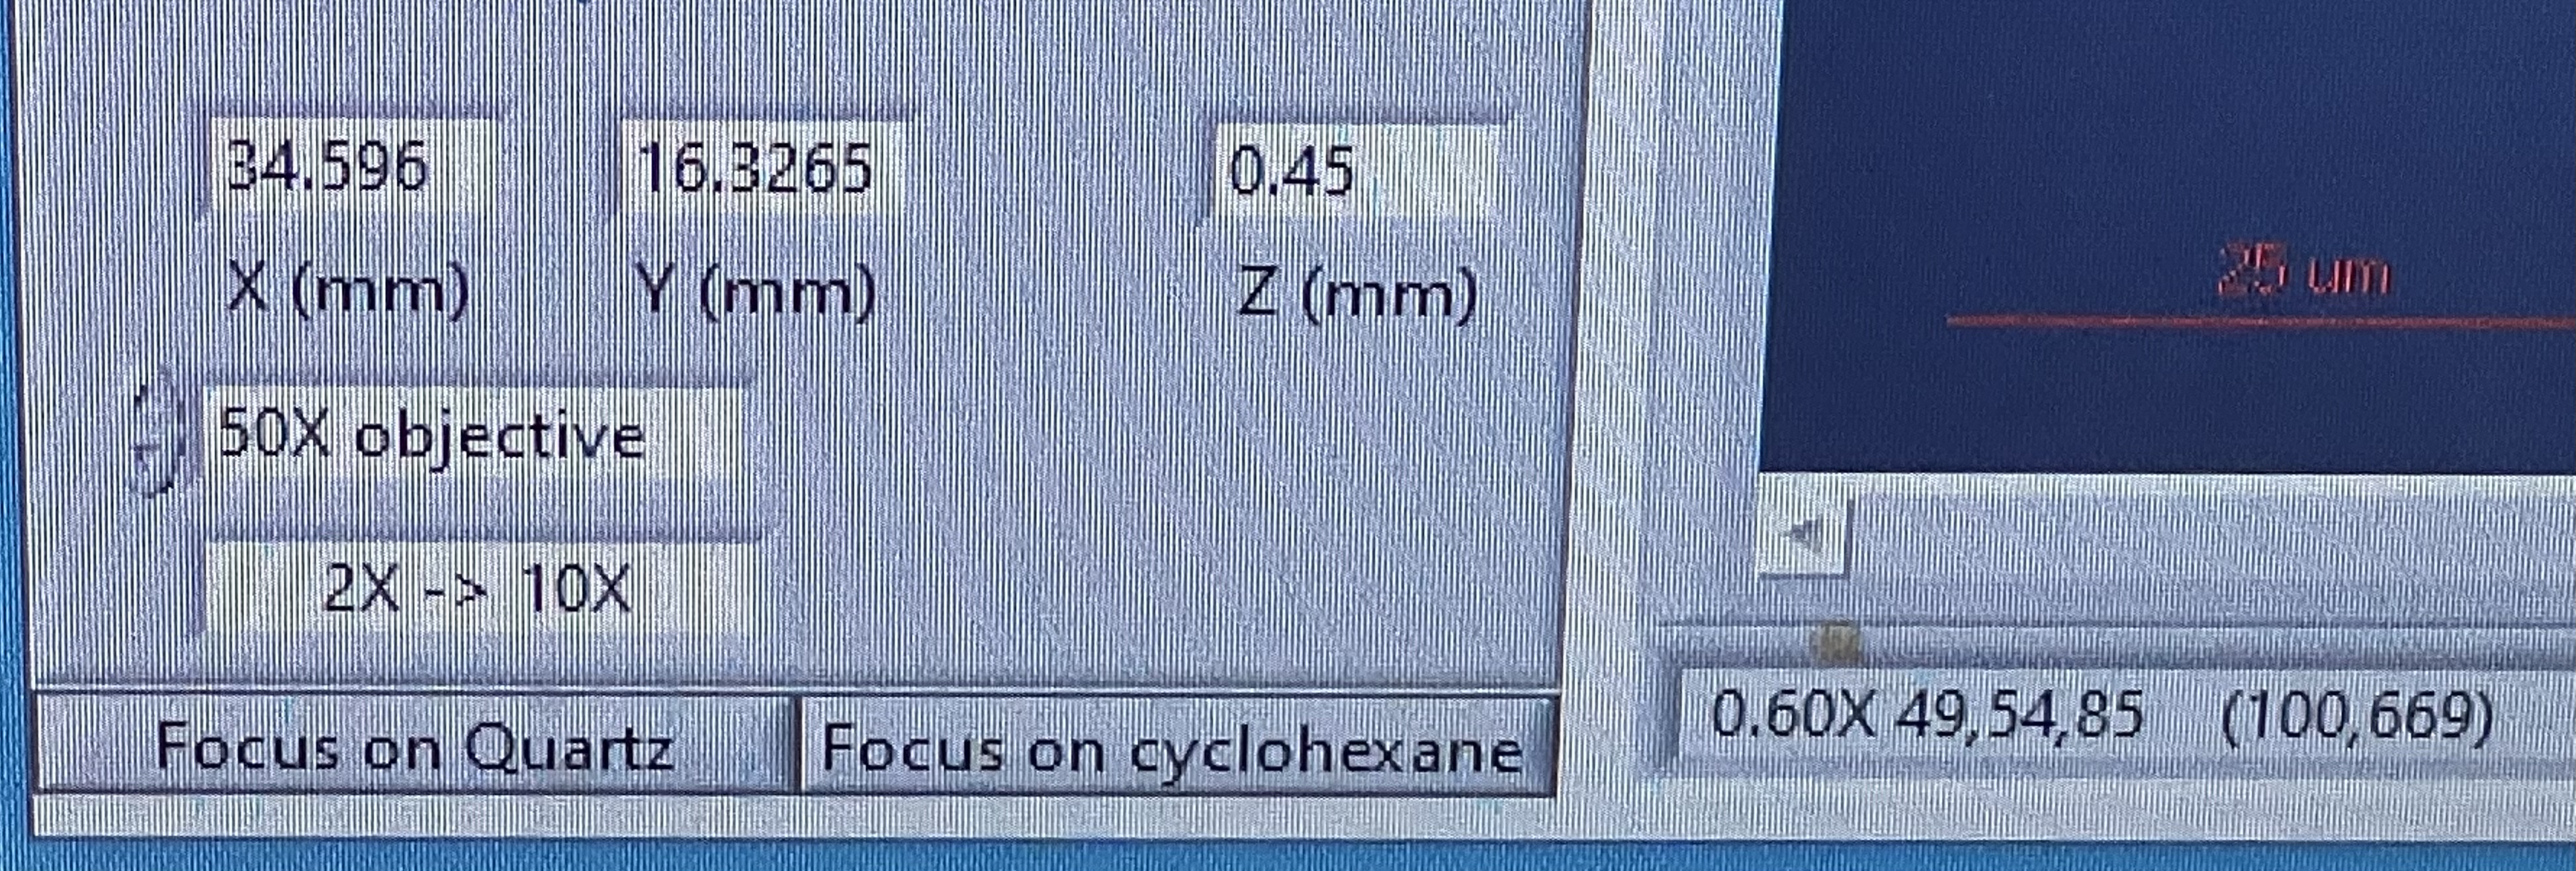 34.596 16.3265 0.45
X (mm) Y (mm) Z (mm)
50X objective
2X -> 10X
Focus on Quartz Focus on cyclohexane
25 um
0.60X 49,54,85 (100,669)